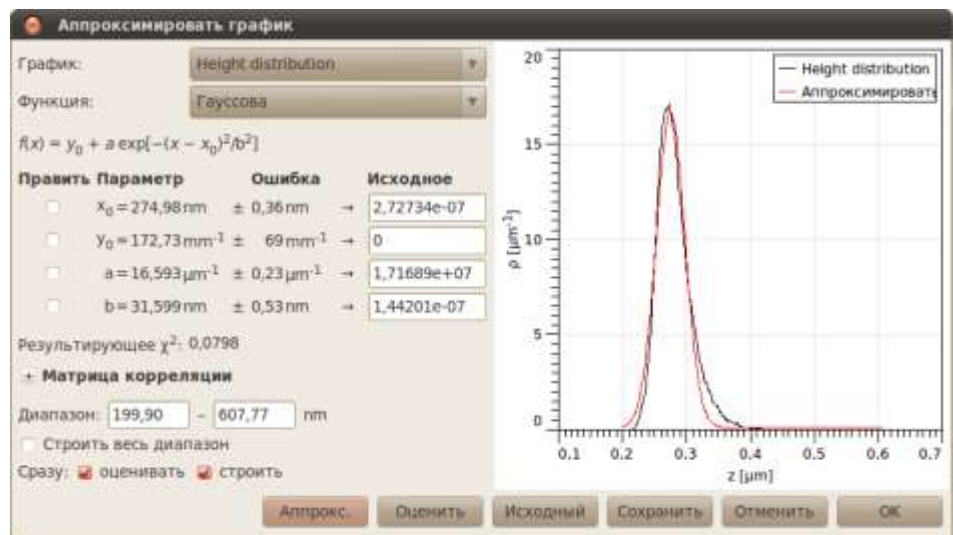 Аппроксимировать график
График: Height distribution
Функция: Гауссова
f(x) = y₀ + a exp[−(x − x₀)²/b²]
Править Параметр Ошибка Исходное
x₀ = 274,98 nm ± 0,36 nm → 2,72734e-07
y₀ = 172,73 mm⁻¹ ± 69 mm⁻¹ → 0
a = 16,593 µm⁻¹ ± 0,23 µm⁻¹ → 1,71689e+07
b = 31,599 nm ± 0,53 nm → 1,44201e-07
Результирующее χ²: 0,0798
+ Матрица корреляции
Диапазон: 199,90 – 607,77 nm
Строить весь диапазон
Сразу: оценивать строить
Аппрокс. Оценить Исходный Сохранить Отменить OK
Height distribution
Аппроксимировать
20
15
10
5
0
ρ [µm⁻¹]
0.1 0.2 0.3 0.4 0.5 0.6 0.7
z [µm]